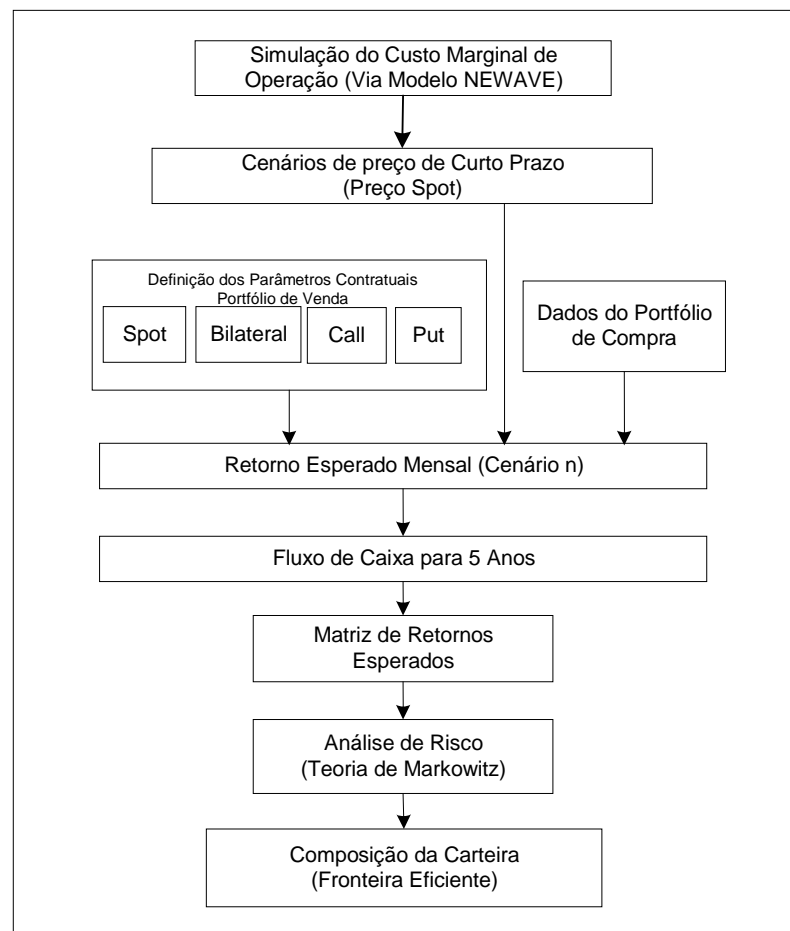 Simulação do Custo Marginal de
Operação (Via Modelo NEWAVE)
Cenários de preço de Curto Prazo
(Preço Spot)
Definição dos Parâmetros Contratuais
Portfólio de Venda
Spot
Bilateral
Call
Put
Dados do Portfólio
de Compra
Retorno Esperado Mensal (Cenário n)
Fluxo de Caixa para 5 Anos
Matriz de Retornos
Esperados
Análise de Risco
(Teoria de Markowitz)
Composição da Carteira
(Fronteira Eficiente)